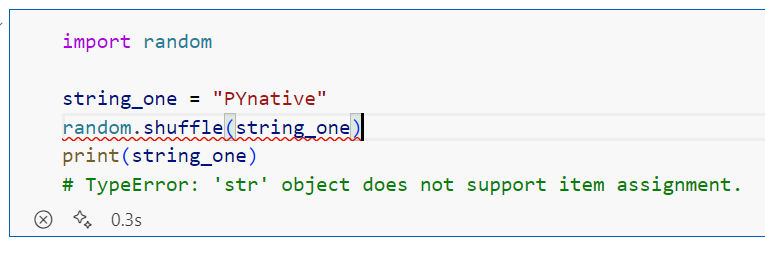 import random
string_one = "PYnative"
random.shuffle(string_one)
print(string_one)
# TypeError: 'str' object does not support item assignment.
0.3s